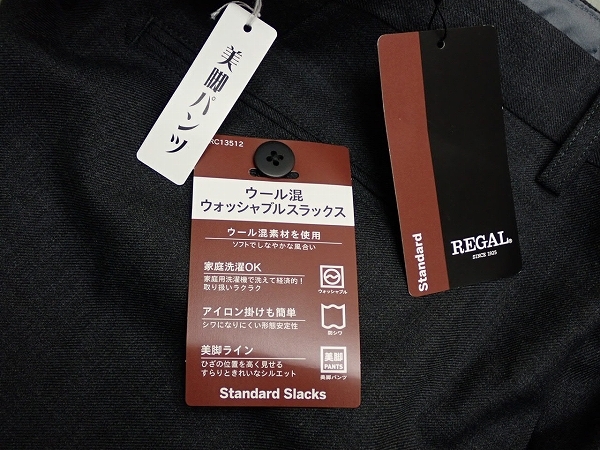 美脚パンツ
RC13512
ウール混
ウォッシャブルスラックス
ウール混素材を使用
ソフトでしなやかな風合い
家庭洗濯OK
家庭用洗濯機で洗えて経済的!
取り扱いラクラク
ウォッシャブル
アイロン掛けも簡単
シワになりにくい形態安定性
防シワ
美脚ライン
ひざの位置を高く見せる
すらりときれいなシルエット
美脚
PANTS
美脚パンツ
Standard Slacks
Standard
REGAL®
SINCE 1925